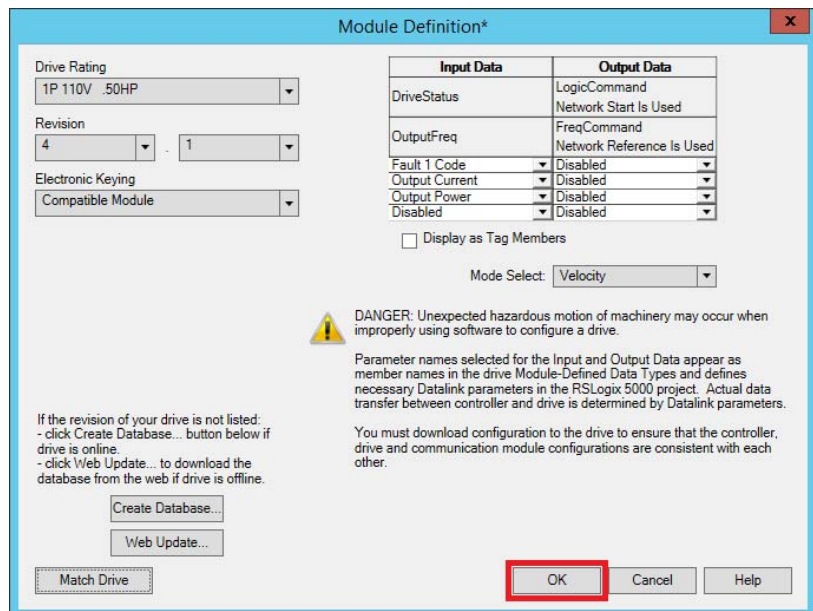 Module Definition*
x
Drive Rating
1P 110V .50HP
Revision
4 . 1
Electronic Keying
Compatible Module
Input Data Output Data
DriveStatus
LogicCommand
Network Start Is Used
OutputFreq
FreqCommand
Network Reference Is Used
Fault 1 Code Disabled
Output Current Disabled
Output Power Disabled
Disabled Disabled
Display as Tag Members
Mode Select: Velocity
DANGER: Unexpected hazardous motion of machinery may occur when
improperly using software to configure a drive.
Parameter names selected for the Input and Output Data appear as
member names in the drive Module-Defined Data Types and defines
necessary Datalink parameters in the RSLogix 5000 project. Actual data
transfer between controller and drive is determined by Datalink parameters.
You must download configuration to the drive to ensure that the controller,
drive and communication module configurations are consistent with each
other.
If the revision of your drive is not listed:
- click Create Database... button below if
drive is online.
- click Web Update... to download the
database from the web if drive is offline.
Create Database...
Web Update...
Match Drive
OK
Cancel
Help